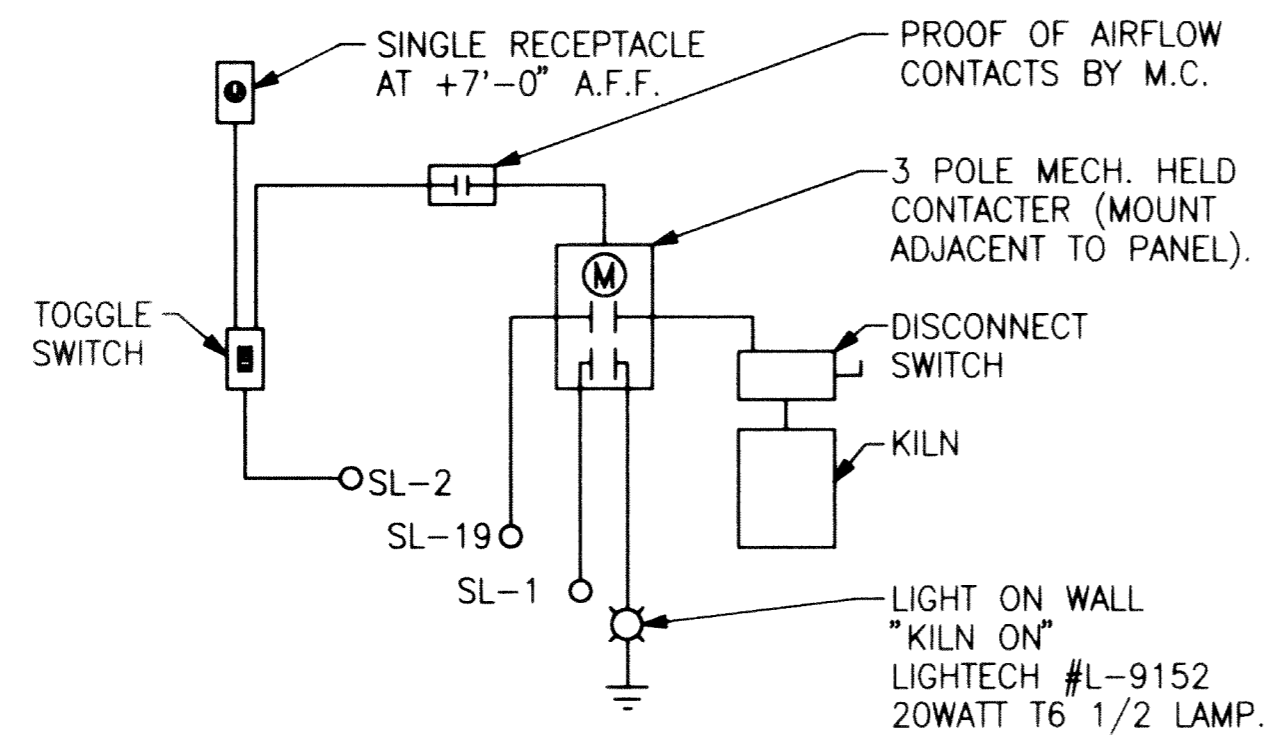 SINGLE RECEPTACLE
AT +7'-0" A.F.F.
PROOF OF AIRFLOW
CONTACTS BY M.C.
3 POLE MECH. HELD
CONTACTER (MOUNT
ADJACENT TO PANEL).
M
TOGGLE
SWITCH
DISCONNECT
SWITCH
KILN
SL-2
SL-19
SL-1
LIGHT ON WALL
"KILN ON"
LIGHTECH #L-9152
20WATT T6 1/2 LAMP.